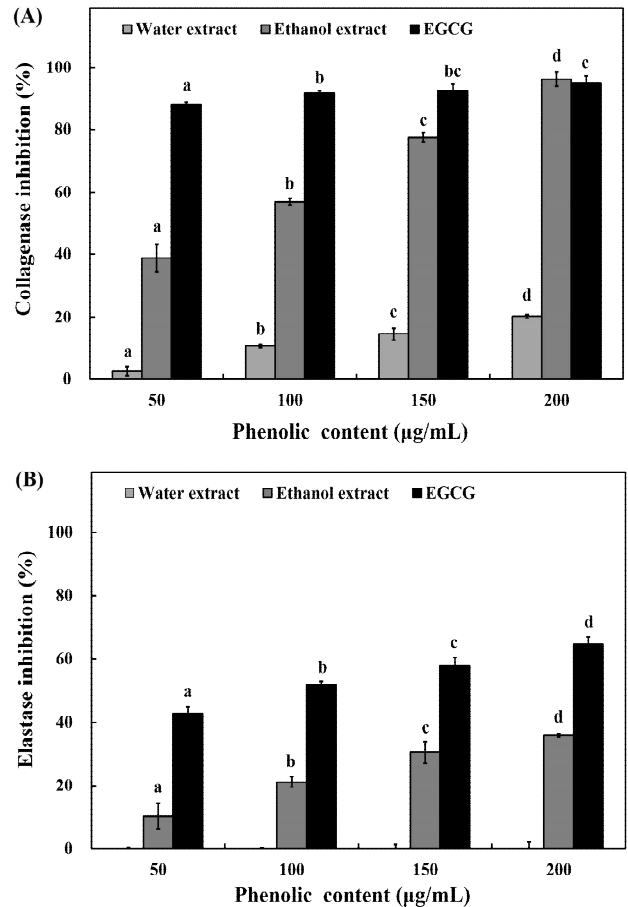 (A)
Water extract Ethanol extract EGCG
Collagenase inhibition (%)
100
80
60
40
20
0
a a a
b b b
c c bc
d d c
50 100 150 200
Phenolic content (μg/mL)
(B)
Water extract Ethanol extract EGCG
Elastase inhibition (%)
100
80
60
40
20
0
a a
b b
c c
d d
50 100 150 200
Phenolic content (μg/mL)